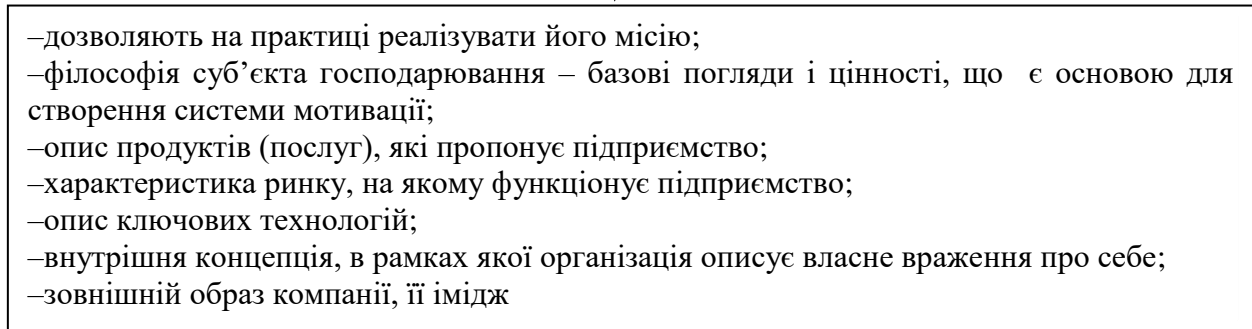 –дозволяють на практиці реалізувати його місію;
–філософія суб’єкта господарювання – базові погляди і цінності, що є основою для
створення системи мотивації;
–опис продуктів (послуг), які пропонує підприємство;
–характеристика ринку, на якому функціонує підприємство;
–опис ключових технологій;
–внутрішня концепція, в рамках якої організація описує власне враження про себе;
–зовнішній образ компанії, її імідж